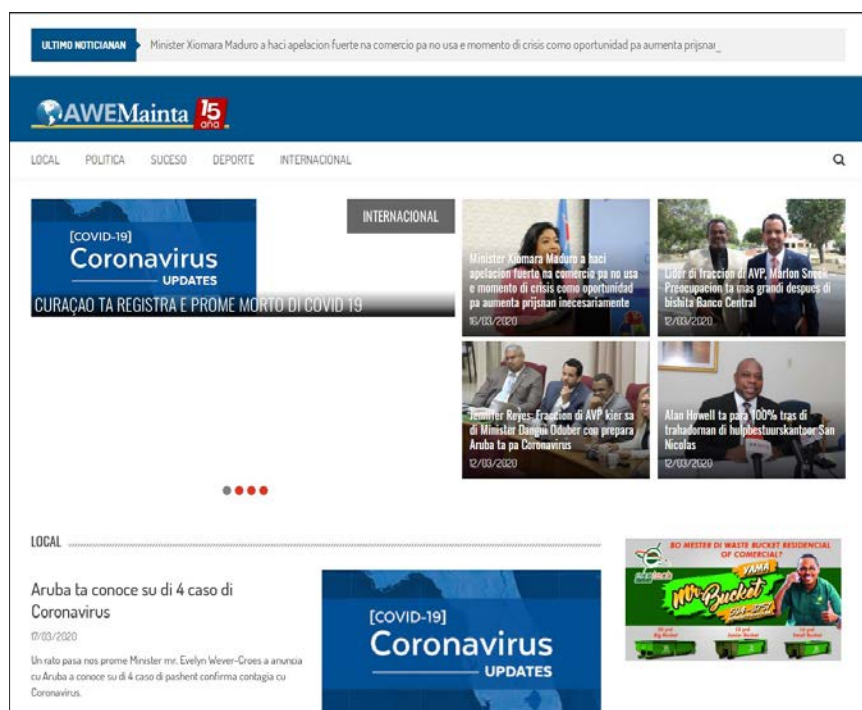 ULTIMO NOTICIANAN
Minister Xiomara Maduro a haci apelacion fuerte na comercio pa no usa e momento di crisis como oportunidad pa aumenta prijsnan_
AWEMainta 15
aña
LOCAL POLITICA SUCESO DEPORTE INTERNACIONAL
[COVID-19]
Coronavirus
UPDATES
INTERNACIONAL
CURAÇAO TA REGISTRA E PROME MORTO DI COVID 19
Minister Xiomara Maduro a haci
apelacion fuerte na comercio pa no usa
e momento di crisis como oportunidad
pa aumenta prijsnan inecesariamente
16/03/2020
Lider di fraccion di AVP, Marlon Sneek
Preocupacion ta mas grandi despues di
bishita Banco Central
12/03/2020
Jennifer Reyes: Fraccion di AVP kier sa
di Minister Dangui Oduber con prepara
Aruba ta pa Coronavirus
12/03/2020
Alan Howell ta para 100% tras di
trahadornan di hulpbestuurskantoor San
Nicolas
12/03/2020
LOCAL
Aruba ta conoce su di 4 caso di
Coronavirus
17/03/2020
Un rato pasa nos prome Minister mr. Evelyn Wever-Croes a anuncia
cu Aruba a conoce su di 4 caso di pashent confirma contagia cu
Coronavirus.
[COVID-19]
Coronavirus
UPDATES
BO MESTER DI WASTE BUCKET RESIDENCIAL
OF COMERCIAL?
YAMA
Mr Bucket
Big Bucket
Junior Bucket
Small Bucket